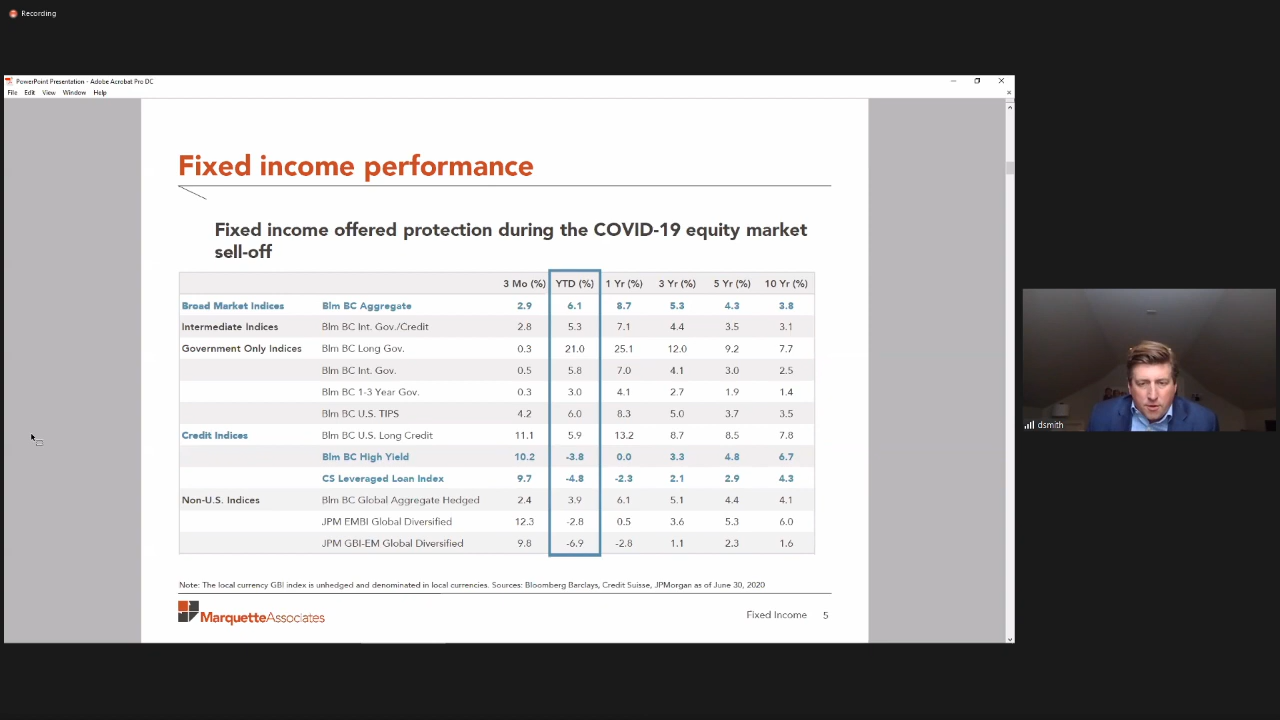 Recording
PowerPoint Presentation - Adobe Acrobat Pro DC
File Edit View Window Help
Fixed income performance
Fixed income offered protection during the COVID-19 equity market
sell-off
3 Mo (%) YTD (%) 1 Yr (%) 3 Yr (%) 5 Yr (%) 10 Yr (%)
Broad Market Indices Blm BC Aggregate 2.9 6.1 8.7 5.3 4.3 3.8
Intermediate Indices Blm BC Int. Gov./Credit 2.8 5.3 7.1 4.4 3.5 3.1
Government Only Indices Blm BC Long Gov. 0.3 21.0 25.1 12.0 9.2 7.7
Blm BC Int. Gov. 0.5 5.8 7.0 4.1 3.0 2.5
Blm BC 1-3 Year Gov. 0.3 3.0 4.1 2.7 1.9 1.4
Blm BC U.S. TIPS 4.2 6.0 8.3 5.0 3.7 3.5
Credit Indices Blm BC U.S. Long Credit 11.1 5.9 13.2 8.7 8.5 7.8
Blm BC High Yield 10.2 -3.8 0.0 3.3 4.8 6.7
CS Leveraged Loan Index 9.7 -4.8 -2.3 2.1 2.9 4.3
Non-U.S. Indices Blm BC Global Aggregate Hedged 2.4 3.9 6.1 5.1 4.4 4.1
JPM EMBI Global Diversified 12.3 -2.8 0.5 3.6 5.3 6.0
JPM GBI-EM Global Diversified 9.8 -6.9 -2.8 1.1 2.3 1.6
Note: The local currency GBI index is unhedged and denominated in local currencies. Sources: Bloomberg Barclays, Credit Suisse, JPMorgan as of June 30, 2020
MarquetteAssociates
Fixed Income 5
dsmith